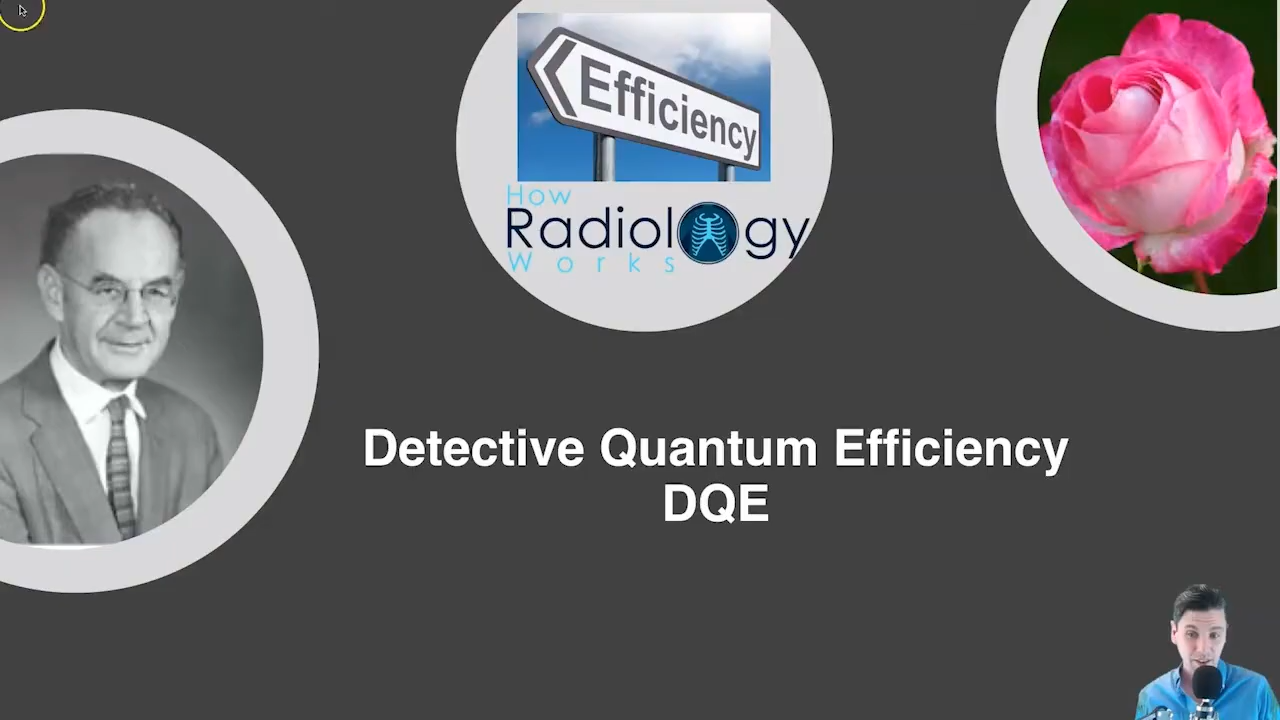 Efficiency
How
Radiology
Works
Detective Quantum Efficiency
DQE